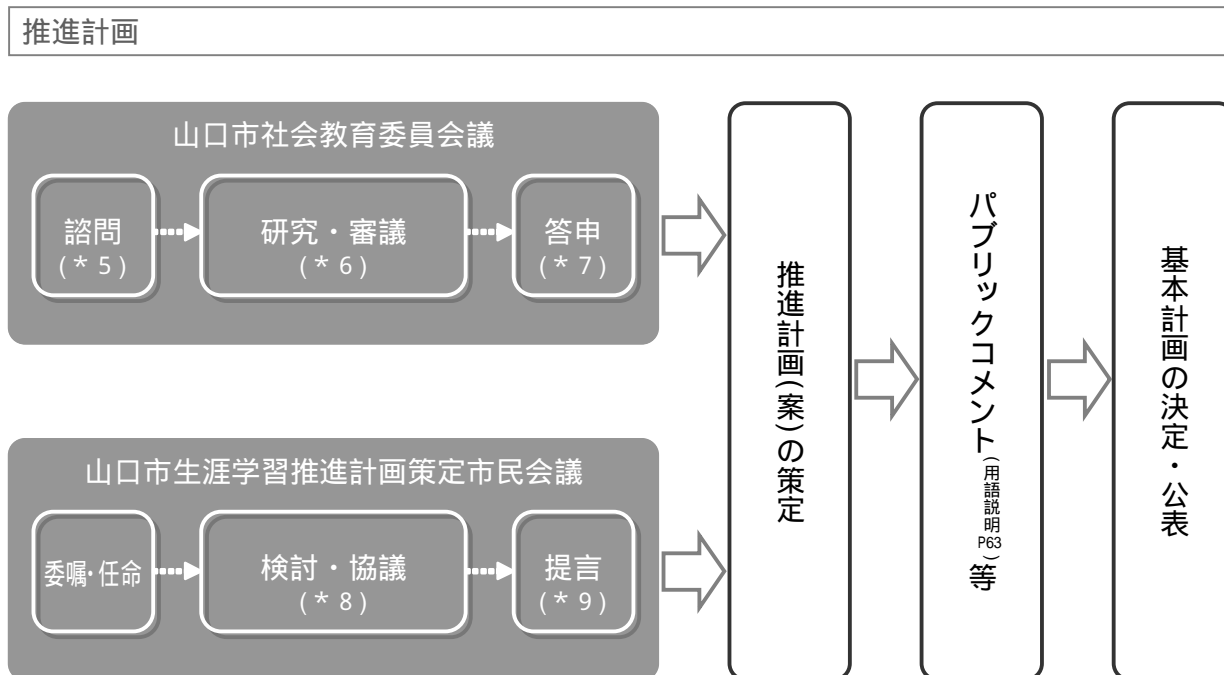 推進計画
山口市社会教育委員会議
諮問
(*5)
研究・審議
(*6)
答申
(*7)
山口市生涯学習推進計画策定市民会議
委嘱・任命
検討・協議
(*8)
提言
(*9)
推進計画(案)の策定
パブリックコメント(用語説明P63)等
基本計画の決定・公表